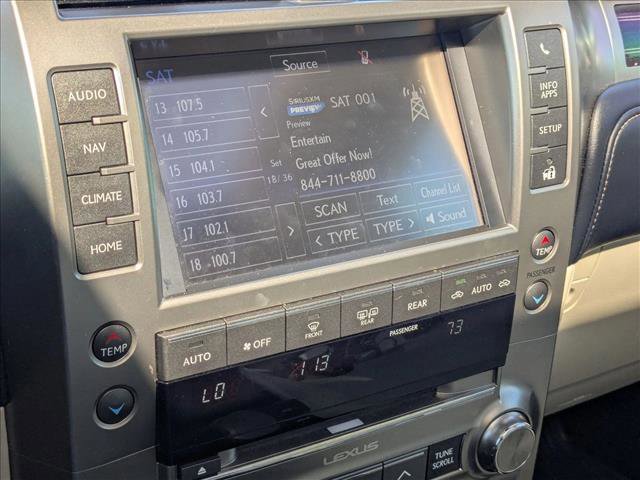 SAT
Source
13 107.5
14 105.7
15 104.1
16 103.7
17 102.1
18 100.7
SIRIUSXM
PREVIEW
SAT 001
Preview
Entertain
Set
Great Offer Now!
18/36
844-711-8800
SCAN
Text
Channel List
< TYPE
TYPE >
Sound
AUDIO
NAV
CLIMATE
HOME
INFO
APPS
SETUP
TEMP
TEMP
PASSENGER
AUTO
OFF
FRONT
REAR
REAR
AUTO
PASSENGER
LO
113
73
LEXUS
TUNE
SCROLL